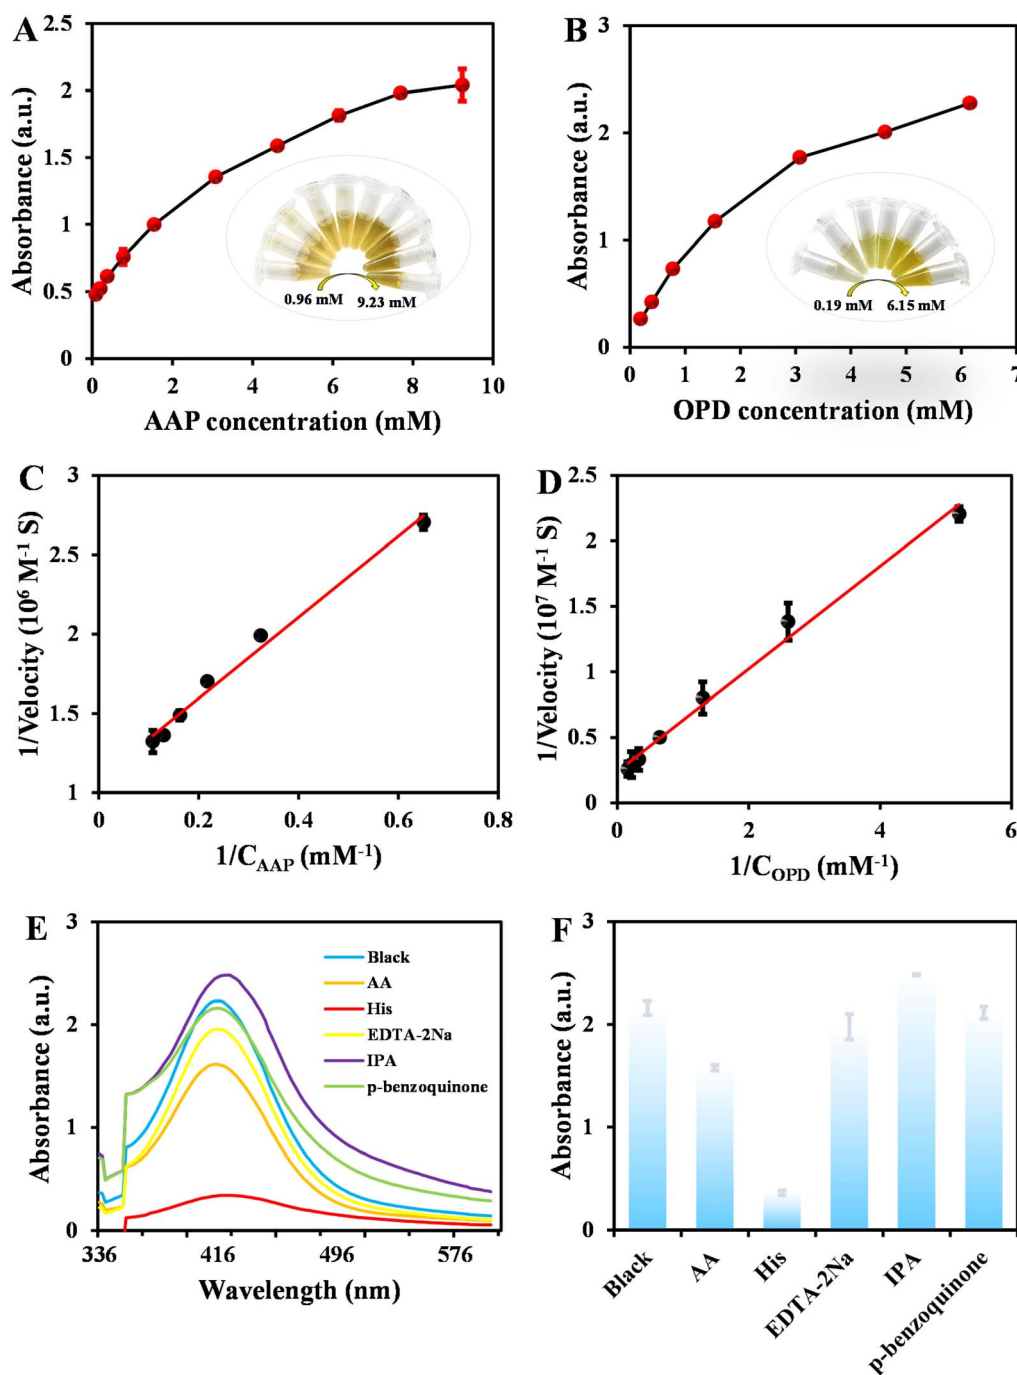 A
Absorbance (a.u.)
2.5
2
1.5
1
0.5
0
0.96 mM
9.23 mM
0
2
4
6
8
10
AAP concentration (mM)
B
Absorbance (a.u.)
3
2
1
0
0.19 mM
6.15 mM
0
1
2
3
4
5
6
7
OPD concentration (mM)
C
1/Velocity (10⁶ M⁻¹ S)
3
2.5
2
1.5
1
0
0.2
0.4
0.6
0.8
1/C_AAP (mM⁻¹)
D
1/Velocity (10⁷ M⁻¹ S)
2.5
2
1.5
1
0.5
0
0
2
4
6
1/C_OPD (mM⁻¹)
E
Absorbance (a.u.)
3
2
1
0
Black
AA
His
EDTA-2Na
IPA
p-benzoquinone
336
416
496
576
Wavelength (nm)
F
Absorbance (a.u.)
3
2
1
0
Black
AA
His
EDTA-2Na
IPA
p-benzoquinone